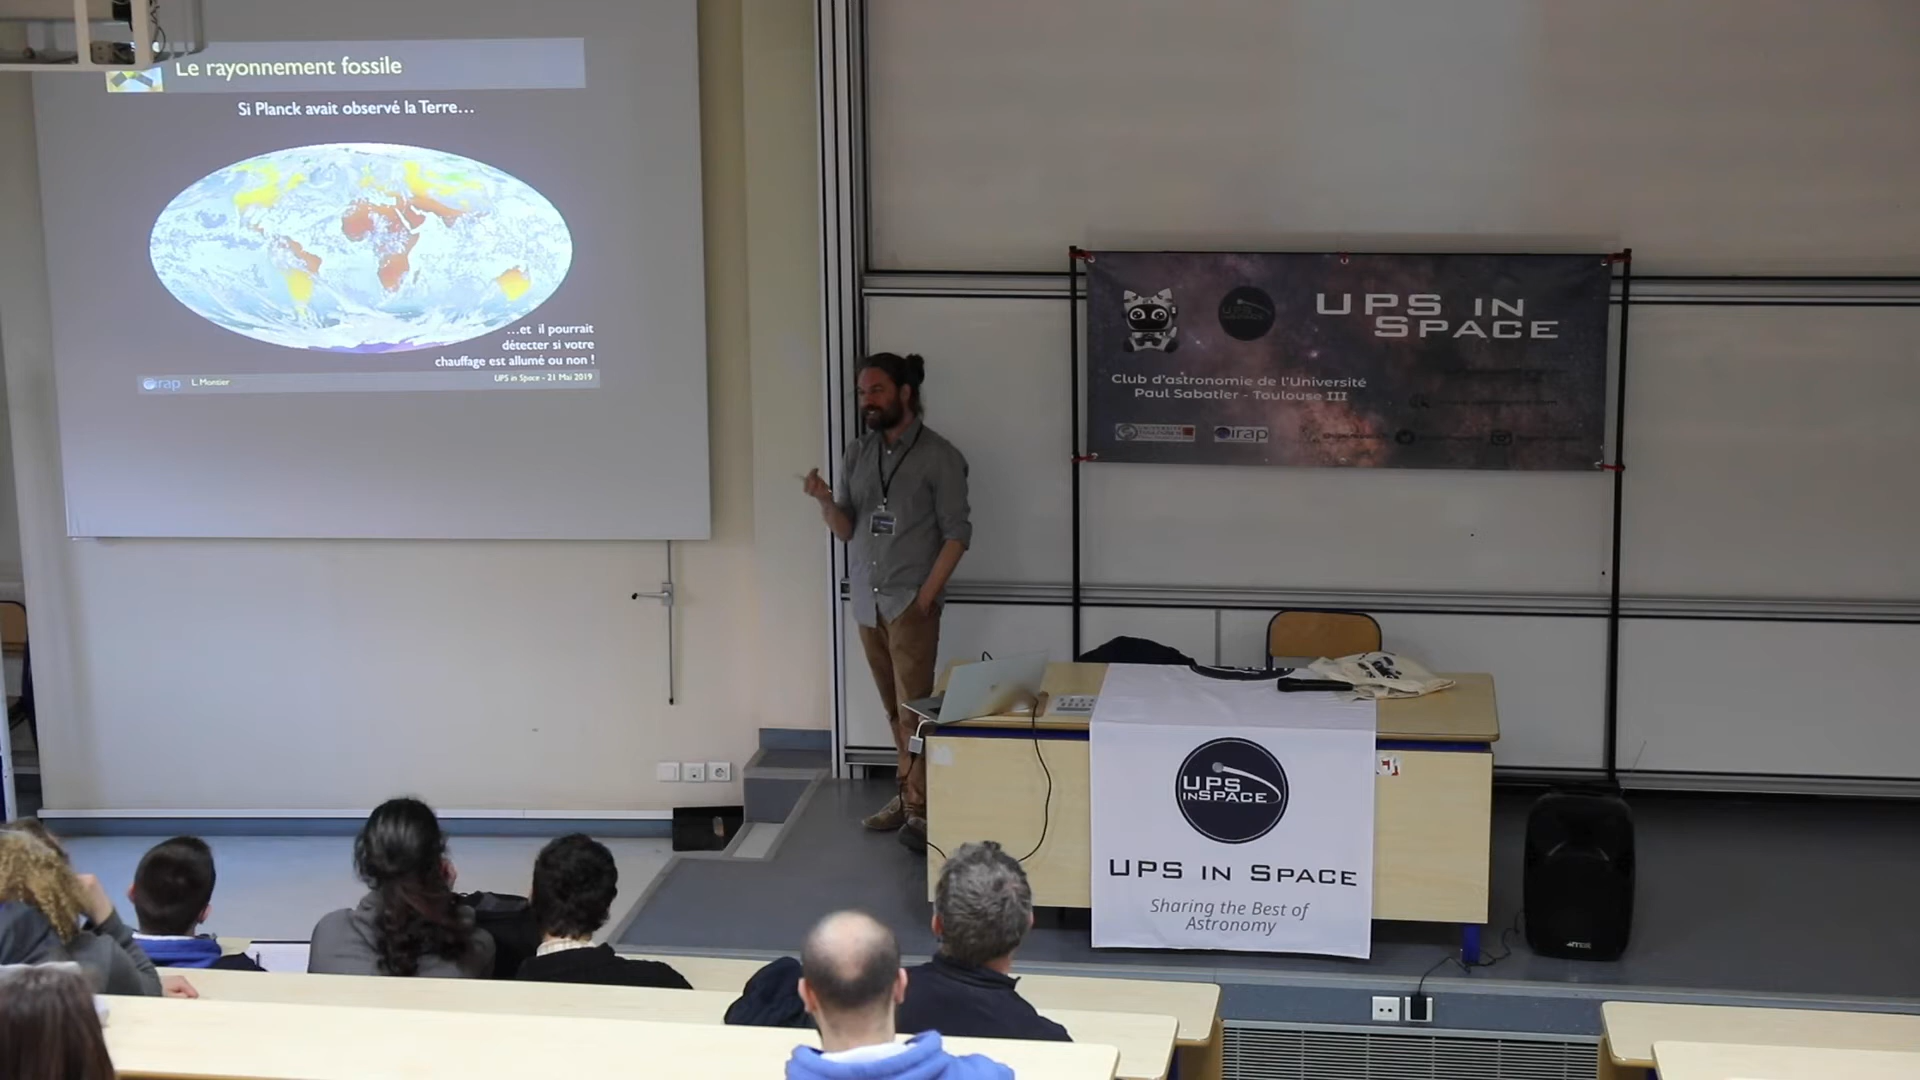 Le rayonnement fossile
Si Planck avait observé la Terre...
...et il pourrait
détecter si votre
chauffage est allumé ou non !
irap
L. Montier
UPS in Space - 21 Mai 2019
UPS IN
SPACE
Club d'astronomie de l'Université
Paul Sabatier - Toulouse III
irap
UPS
INSPACE
UPS IN SPACE
Sharing the Best of
Astronomy